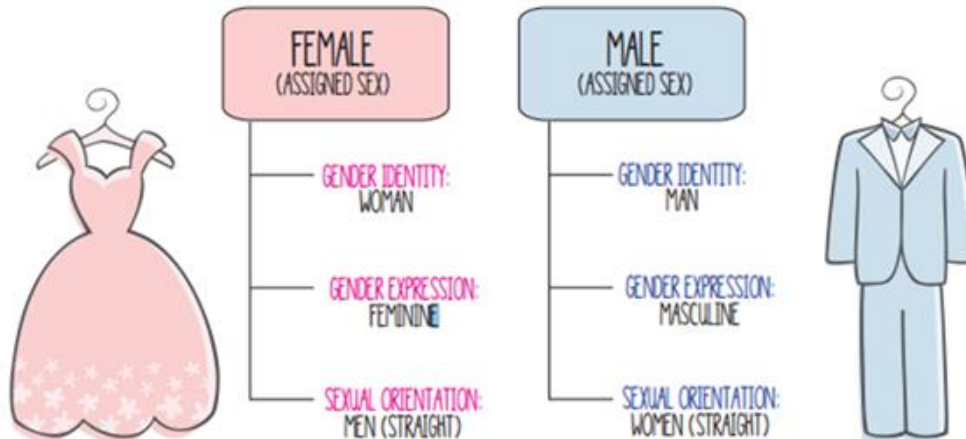 FEMALE
(ASSIGNED SEX)
GENDER IDENTITY:
WOMAN
GENDER EXPRESSION:
FEMININE
SEXUAL ORIENTATION:
MEN (STRAIGHT)
MALE
(ASSIGNED SEX)
GENDER IDENTITY:
MAN
GENDER EXPRESSION:
MASCULINE
SEXUAL ORIENTATION:
WOMEN (STRAIGHT)